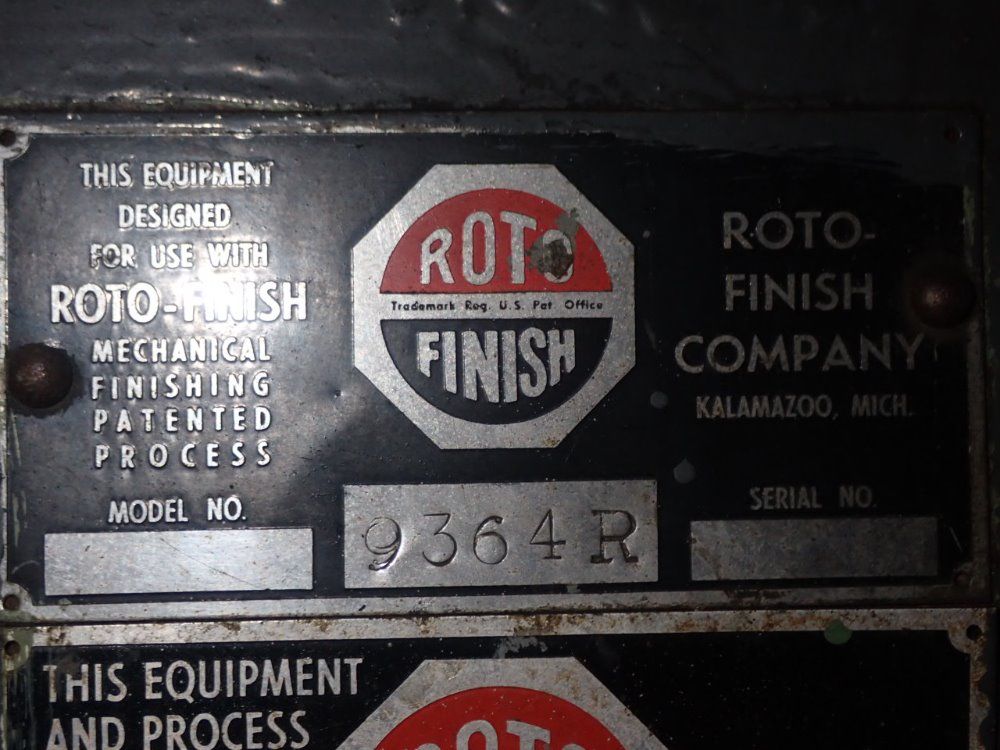 THIS EQUIPMENT
DESIGNED
FOR USE WITH
ROTO-FINISH
MECHANICAL
FINISHING
PATENTED
PROCESS
MODEL NO.
ROTO
Trademark Reg. U.S. Pat. Office
FINISH
9364R
ROTO-
FINISH
COMPANY
KALAMAZOO, MICH.
SERIAL NO.
THIS EQUIPMENT
AND PROCESS
ROTO